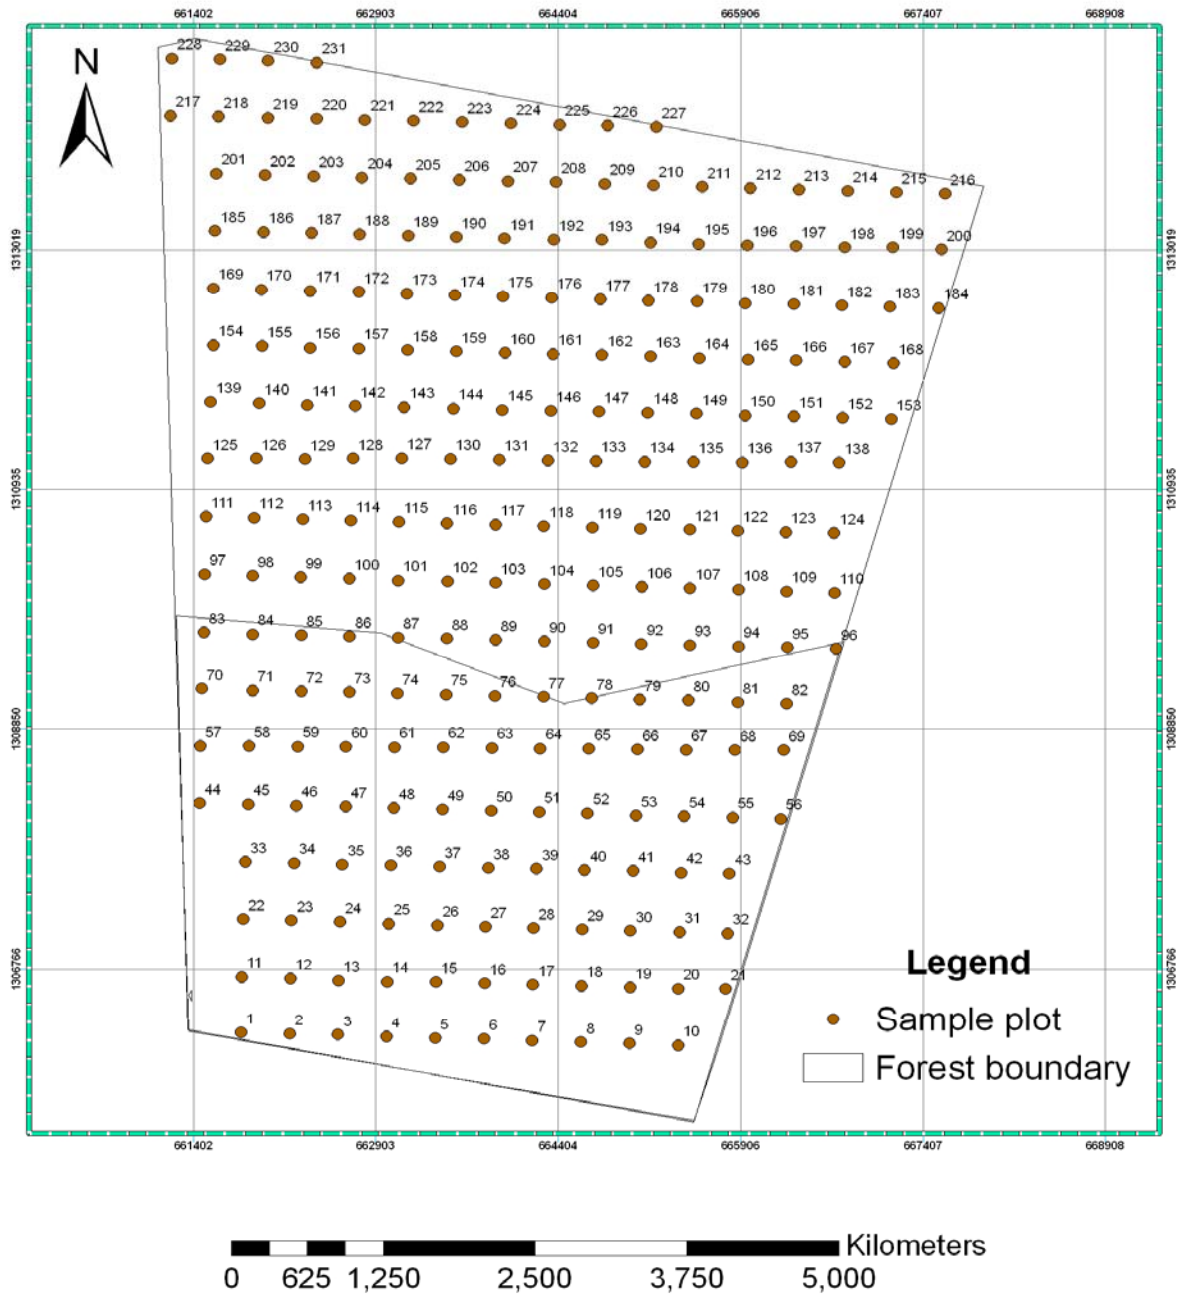 661402 662903 664404 665906 667407 668908
N
228 229 230 231
217 218 219 220 221 222 223 224 225 226 227
201 202 203 204 205 206 207 208 209 210 211 212 213 214 215 216
185 186 187 188 189 190 191 192 193 194 195 196 197 198 199 200
1313019 1313019
169 170 171 172 173 174 175 176 177 178 179 180 181 182 183 184
154 155 156 157 158 159 160 161 162 163 164 165 166 167 168
139 140 141 142 143 144 145 146 147 148 149 150 151 152 153
125 126 129 128 127 130 131 132 133 134 135 136 137 138
1310935 1310935
111 112 113 114 115 116 117 118 119 120 121 122 123 124
97 98 99 100 101 102 103 104 105 106 107 108 109 110
83 84 85 86 87 88 89 90 91 92 93 94 95 96
70 71 72 73 74 75 76 77 78 79 80 81 82
1308850 1308850
57 58 59 60 61 62 63 64 65 66 67 68 69
44 45 46 47 48 49 50 51 52 53 54 55 56
33 34 35 36 37 38 39 40 41 42 43
22 23 24 25 26 27 28 29 30 31 32
1306766 1306766
11 12 13 14 15 16 17 18 19 20 21
1 2 3 4 5 6 7 8 9 10
Legend
Sample plot
Forest boundary
661402 662903 664404 665906 667407 668908
Kilometers
0 625 1,250 2,500 3,750 5,000